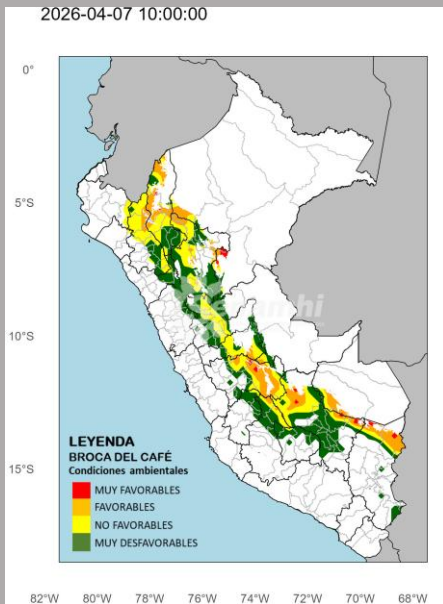 2026-04-07 10:00:00
0°
5°S
10°S
15°S
senamhi
LEYENDA
BROCA DEL CAFÉ
Condiciones ambientales
MUY FAVORABLES
FAVORABLES
NO FAVORABLES
MUY DESFAVORABLES
82°W 80°W 78°W 76°W 74°W 72°W 70°W 68°W